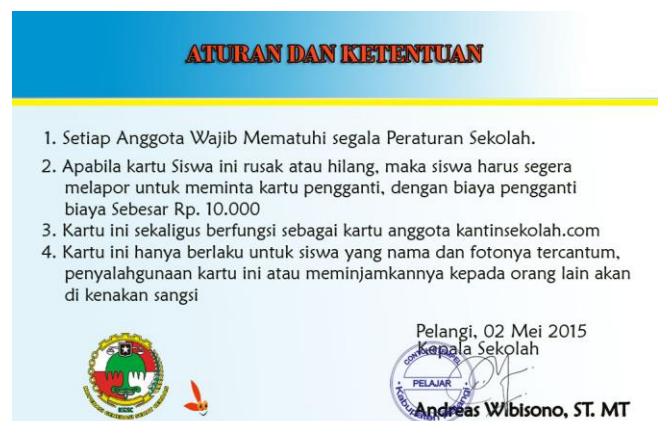 ATURAN DAN KETENTUAN
1. Setiap Anggota Wajib Mematuhi segala Peraturan Sekolah.
2. Apabila kartu Siswa ini rusak atau hilang, maka siswa harus segera
melapor untuk meminta kartu pengganti, dengan biaya pengganti
biaya Sebesar Rp. 10.000
3. Kartu ini sekaligus berfungsi sebagai kartu anggota kantinsekolah.com
4. Kartu ini hanya berlaku untuk siswa yang nama dan fotonya tercantum,
penyalahgunaan kartu ini atau meminjamkannya kepada orang lain akan
di kenakan sangsi
Pelangi, 02 Mei 2015
Kepala Sekolah
PELAJAR
Andreas Wibisono, ST. MT